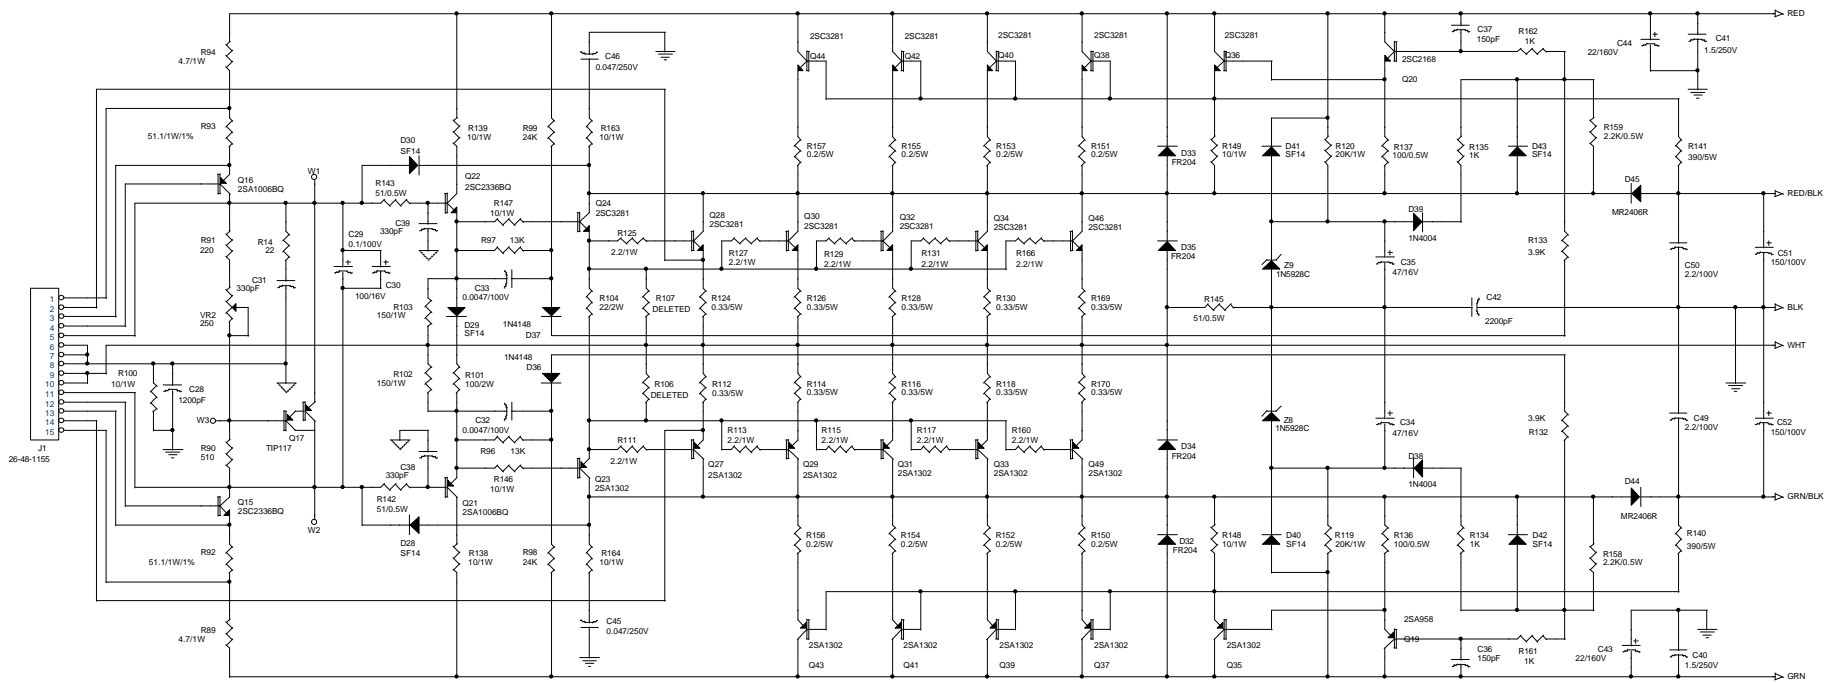 RED
R94
4.7/1W
C46
0.047/250V
2SC3281
Q44
2SC3281
Q42
2SC3281
Q40
2SC3281
Q38
2SC3281
Q36
2SC2168
Q20
C37
150pF
R162
1K
C44
22/160V
C41
1.5/250V
R93
51.1/1W/1%
D30
SF14
R139
10/1W
R99
24K
R163
10/1W
R157
0.2/5W
R155
0.2/5W
R153
0.2/5W
R151
0.2/5W
D33
FR204
R149
10/1W
D41
SF14
R120
20K/1W
R137
100/0.5W
R135
1K
D43
SF14
R159
2.2K/0.5W
R141
390/5W
Q16
2SA1006BQ
W1
R143
51/0.5W
Q22
2SC2336BQ
R147
10/1W
Q24
2SC3281
D45
MR2406R
RED/BLK
R91
220
R14
22
C29
0.1/100V
C39
330pF
R97
13K
R125
2.2/1W
Q28
2SC3281
R127
2.2/1W
Q30
2SC3281
R129
2.2/1W
Q32
2SC3281
R131
2.2/1W
Q34
2SC3281
R166
2.2/1W
Q46
2SC3281
D35
FR204
D39
1N4004
Z9
1N5928C
C35
47/16V
R133
3.9K
C50
2.2/100V
C51
150/100V
C31
330pF
C30
100/16V
VR2
250
C33
0.0047/100V
R103
150/1W
D29
SF14
1N4148
D37
R104
22/2W
R107
DELETED
R124
0.33/5W
R126
0.33/5W
R128
0.33/5W
R130
0.33/5W
R169
0.33/5W
R145
51/0.5W
C42
2200pF
BLK
1
2
3
4
5
6
7
8
9
10
11
12
13
14
15
J1
26-48-1155
WHT
R100
10/1W
C28
1200pF
R102
150/1W
R101
100/2W
1N4148
D36
R106
DELETED
R112
0.33/5W
R114
0.33/5W
R116
0.33/5W
R118
0.33/5W
R170
0.33/5W
W3
Q17
TIP117
C32
0.0047/100V
R96
13K
R111
2.2/1W
R113
2.2/1W
R115
2.2/1W
R117
2.2/1W
R160
2.2/1W
D34
FR204
Z8
1N5928C
C34
47/16V
3.9K
R132
C49
2.2/100V
C52
150/100V
R90
510
C38
330pF
R146
10/1W
Q23
2SA1302
Q27
2SA1302
Q29
2SA1302
Q31
2SA1302
Q33
2SA1302
Q49
2SA1302
D38
1N4004
Q15
2SC2336BQ
W2
R142
51/0.5W
Q21
2SA1006BQ
D44
MR2406R
GRN/BLK
R92
51.1/1W/1%
D28
SF14
R138
10/1W
R98
24K
R164
10/1W
R156
0.2/5W
R154
0.2/5W
R152
0.2/5W
R150
0.2/5W
D32
FR204
R148
10/1W
D40
SF14
R119
20K/1W
R136
100/0.5W
R134
1K
D42
SF14
R158
2.2K/0.5W
R140
390/5W
R89
4.7/1W
C45
0.047/250V
2SA1302
Q43
2SA1302
Q41
2SA1302
Q39
2SA1302
Q37
2SA1302
Q35
2SA958
Q19
C36
150pF
R161
1K
C43
22/160V
C40
1.5/250V
GRN